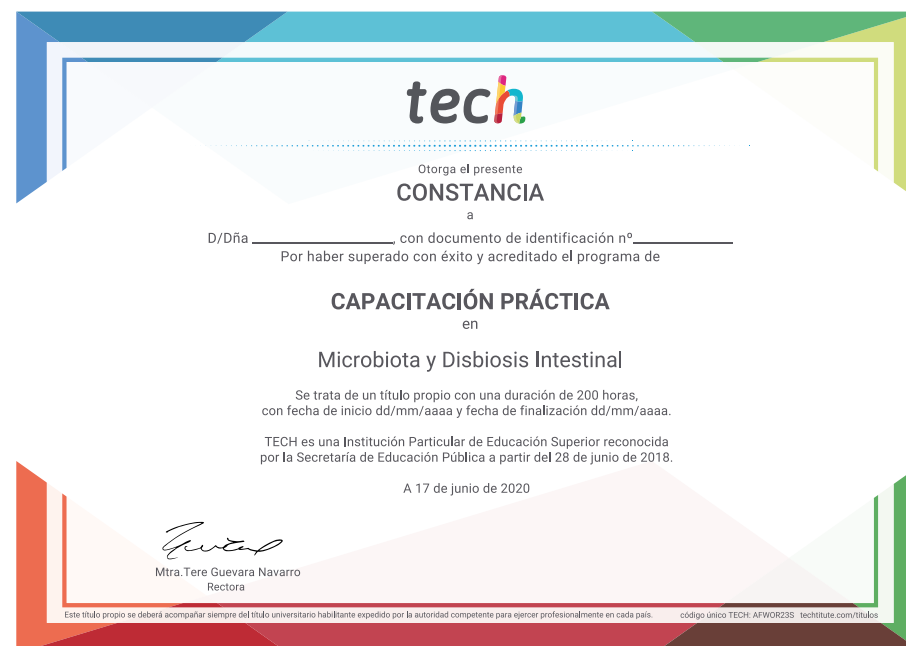 tech
Otorga el presente
CONSTANCIA
a
D/Dña ____________________, con documento de identificación nº______________
Por haber superado con éxito y acreditado el programa de
CAPACITACIÓN PRÁCTICA
en
Microbiota y Disbiosis Intestinal
Se trata de un título propio con una duración de 200 horas,
con fecha de inicio dd/mm/aaaa y fecha de finalización dd/mm/aaaa.
TECH es una Institución Particular de Educación Superior reconocida
por la Secretaría de Educación Pública a partir del 28 de junio de 2018.
A 17 de junio de 2020
Mtra.Tere Guevara Navarro
Rectora
Este título propio se deberá acompañar siempre del título universitario habilitante expedido por la autoridad competente para ejercer profesionalmente en cada país. código único TECH: AFWOR23S techtitute.com/titulos